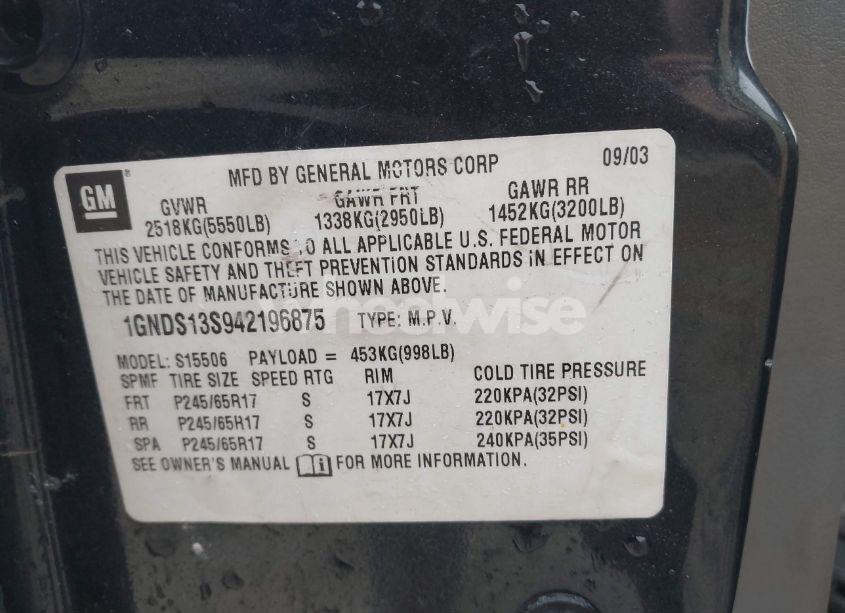 MFD BY GENERAL MOTORS CORP 09/03
GM
GVWR GAWR FRT GAWR RR
2518KG(5550LB) 1338KG(2950LB) 1452KG(3200LB)
THIS VEHICLE CONFORMS TO ALL APPLICABLE U.S. FEDERAL MOTOR
VEHICLE SAFETY AND THEFT PREVENTION STANDARDS IN EFFECT ON
THE DATE OF MANUFACTURE SHOWN ABOVE.
1GNDS13S942196875 TYPE: M.P.V.
MODEL: S15506 PAYLOAD = 453KG(998LB)
SPMF TIRE SIZE SPEED RTG RIM COLD TIRE PRESSURE
FRT P245/65R17 S 17X7J 220KPA(32PSI)
RR P245/65R17 S 17X7J 220KPA(32PSI)
SPA P245/65R17 S 17X7J 240KPA(35PSI)
SEE OWNER'S MANUAL FOR MORE INFORMATION.